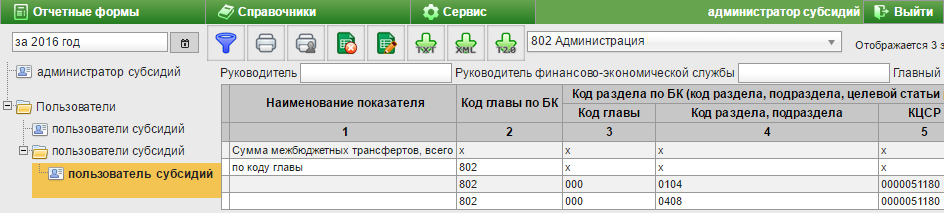 Отчетные формы Справочники Сервис администратор субсидий Выйти
за 2016 год TXT XML 802 Администрация Отображается 3 з
администратор субсидий Руководитель Руководитель финансово-экономической службы Главный
Пользователи
пользователи субсидий
пользователи субсидий
пользователь субсидий
Наименование показателя Код главы по БК Код раздела по БК (код раздела, подраздела, целевой статьи
Код главы Код раздела, подраздела КЦСР
1 2 3 4 5
Сумма межбюджетных трансфертов, всего x x x x
по коду главы 802 x x x
802 000 0104 0000051180
802 000 0408 0000051180